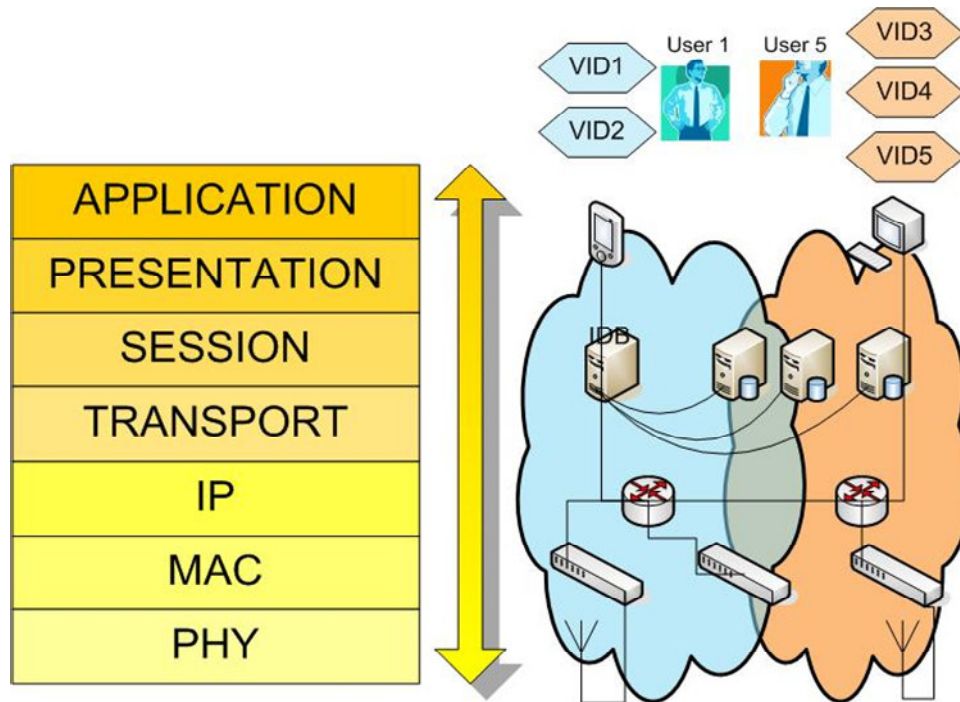 User 1
User 5
VID1
VID2
VID3
VID4
VID5
APPLICATION
PRESENTATION
SESSION
TRANSPORT
IP
MAC
PHY
IDB